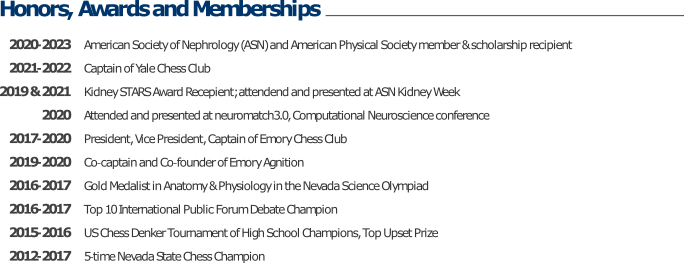 Honors, Awards and Memberships
2020-2023 American Society of Nephrology (ASN) and American Physical Society member & scholarship recipient
2021-2022 Captain of Yale Chess Club
2019 & 2021 Kidney STARS Award Recepient; attendend and presented at ASN Kidney Week
2020 Attended and presented at neuromatch3.0, Computational Neuroscience conference
2017-2020 President, Vice President, Captain of Emory Chess Club
2019-2020 Co-captain and Co-founder of Emory Agnition
2016-2017 Gold Medalist in Anatomy & Physiology in the Nevada Science Olympiad
2016-2017 Top 10 International Public Forum Debate Champion
2015-2016 US Chess Denker Tournament of High School Champions, Top Upset Prize
2012-2017 5-time Nevada State Chess Champion